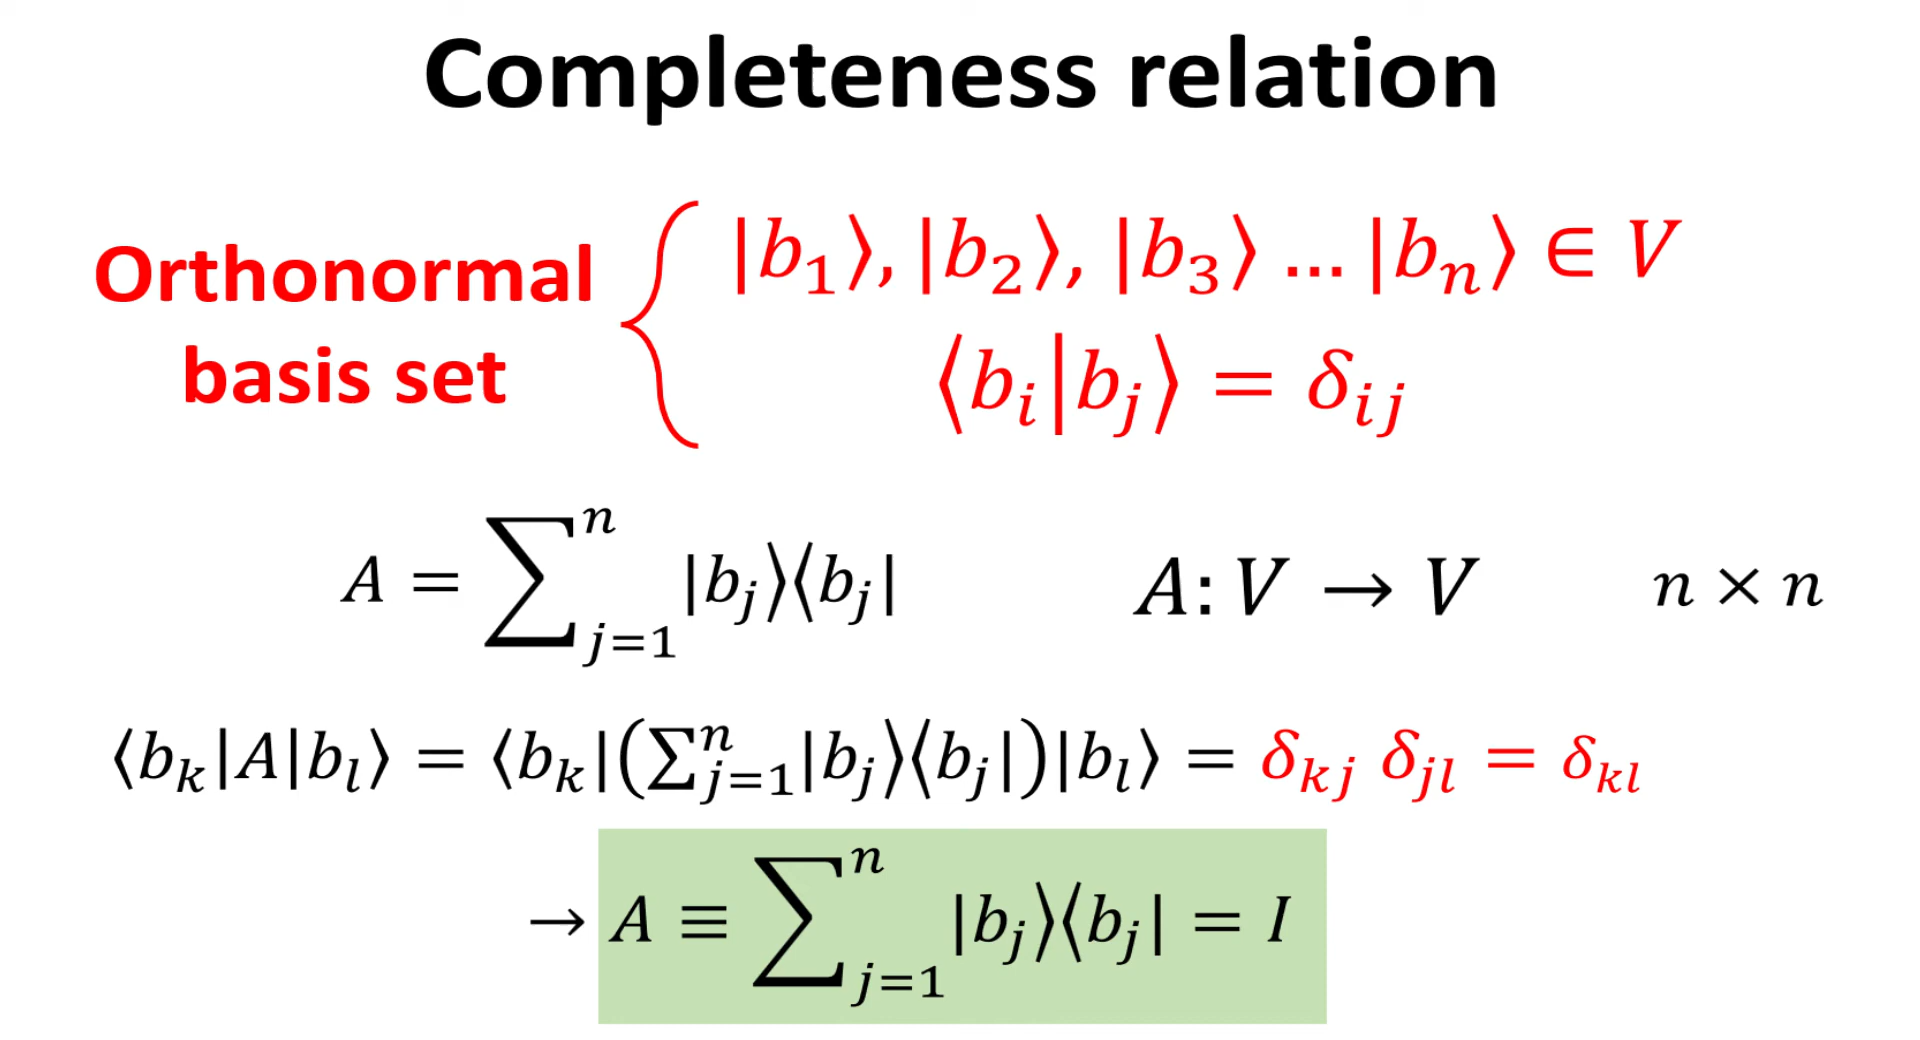 Completeness relation
Orthonormal
basis set
|b₁⟩, |b₂⟩, |b₃⟩ … |bₙ⟩ ∈ V
⟨bᵢ|bⱼ⟩ = δᵢⱼ
A = ∑ⁿⱼ₌₁ |bⱼ⟩⟨bⱼ| A: V → V n × n
⟨bₖ|A|bₗ⟩ = ⟨bₖ|(∑ⁿⱼ₌₁|bⱼ⟩⟨bⱼ|)|bₗ⟩ = δₖⱼ δⱼₗ = δₖₗ
→ A ≡ ∑ⁿⱼ₌₁ |bⱼ⟩⟨bⱼ| = I